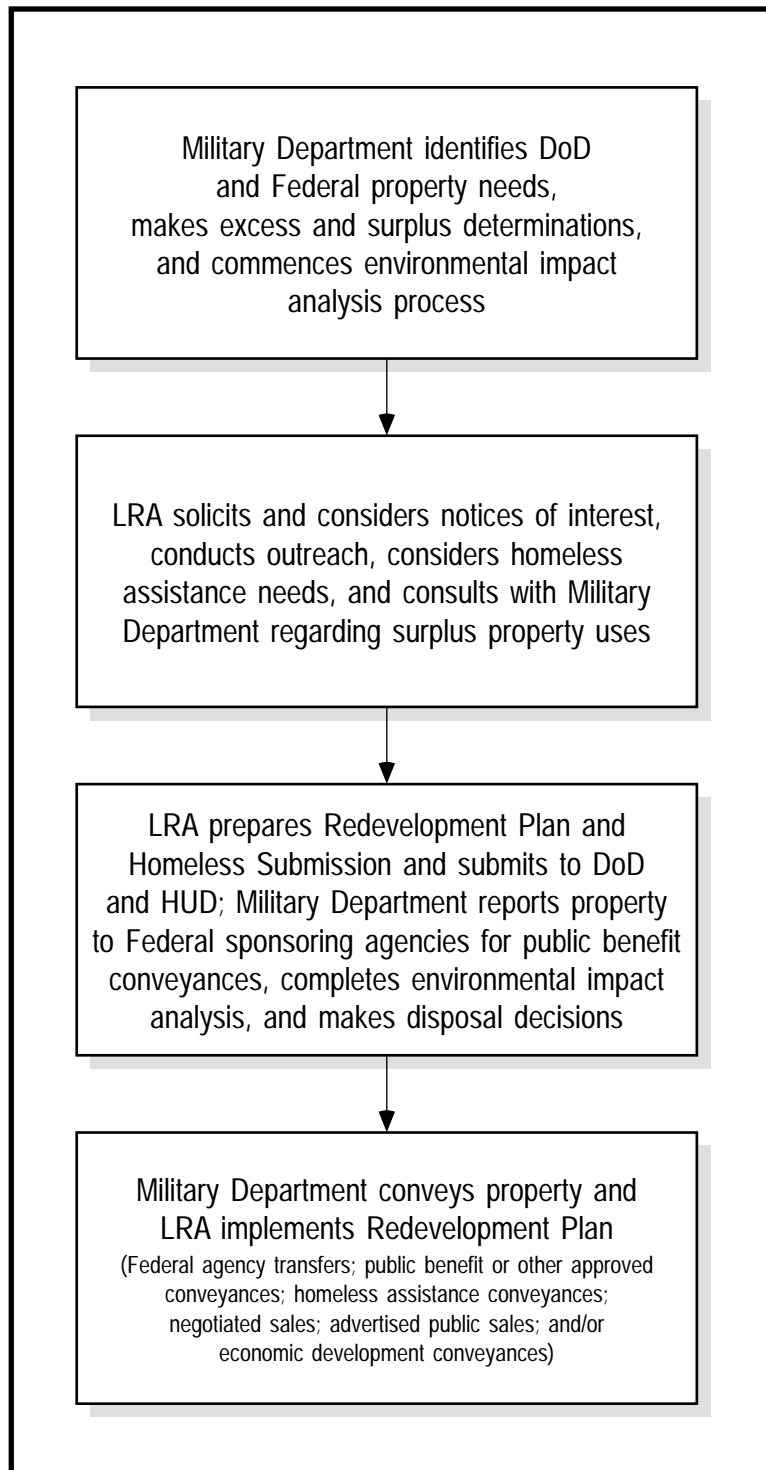 Military Department identifies DoD
and Federal property needs,
makes excess and surplus determinations,
and commences environmental impact
analysis process
LRA solicits and considers notices of interest,
conducts outreach, considers homeless
assistance needs, and consults with Military
Department regarding surplus property uses
LRA prepares Redevelopment Plan and
Homeless Submission and submits to DoD
and HUD; Military Department reports property
to Federal sponsoring agencies for public benefit
conveyances, completes environmental impact
analysis, and makes disposal decisions
Military Department conveys property and
LRA implements Redevelopment Plan
(Federal agency transfers; public benefit or other approved
conveyances; homeless assistance conveyances;
negotiated sales; advertised public sales; and/or
economic development conveyances)